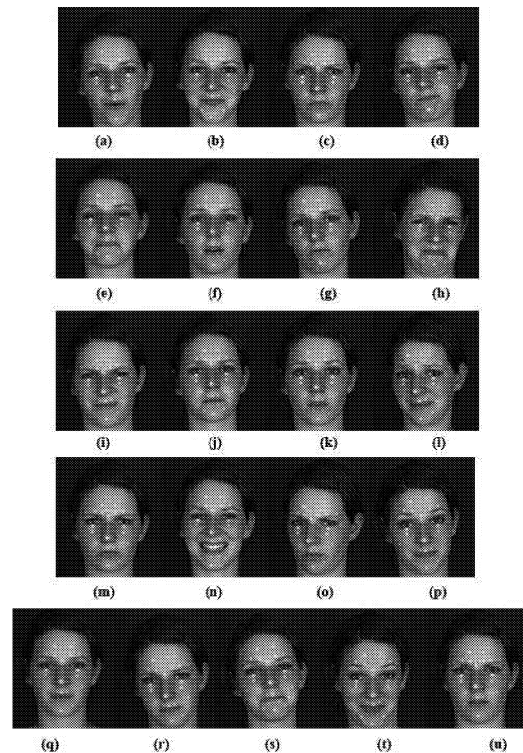 (a) (b) (c) (d)
(e) (f) (g) (h)
(i) (j) (k) (l)
(m) (n) (o) (p)
(q) (r) (s) (t) (u)